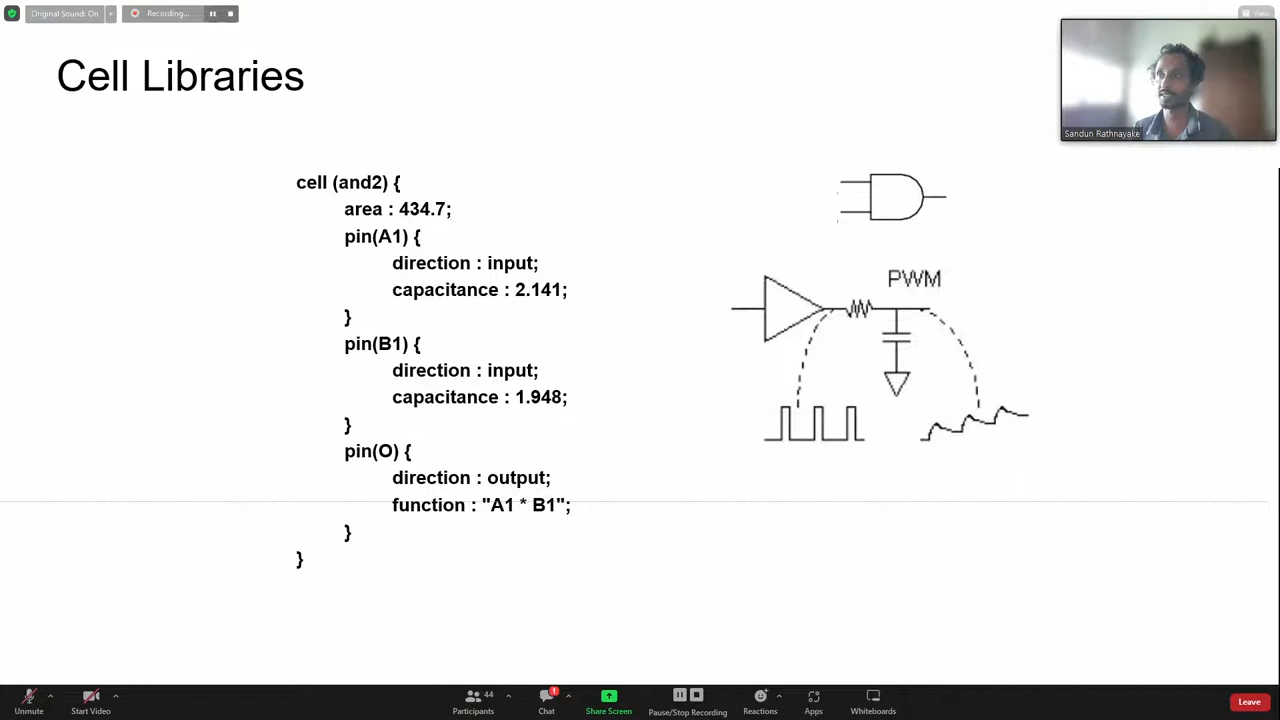 Original Sound: On
Recording...
View
Cell Libraries
Sandun Rathnayake
cell (and2) {
area : 434.7;
pin(A1) {
direction : input;
capacitance : 2.141;
}
pin(B1) {
direction : input;
capacitance : 1.948;
}
pin(O) {
direction : output;
function : "A1 * B1";
}
}
PWM
Unmute
Start Video
44
Participants
1
Chat
Share Screen
Pause/Stop Recording
Reactions
Apps
Whiteboards
Leave